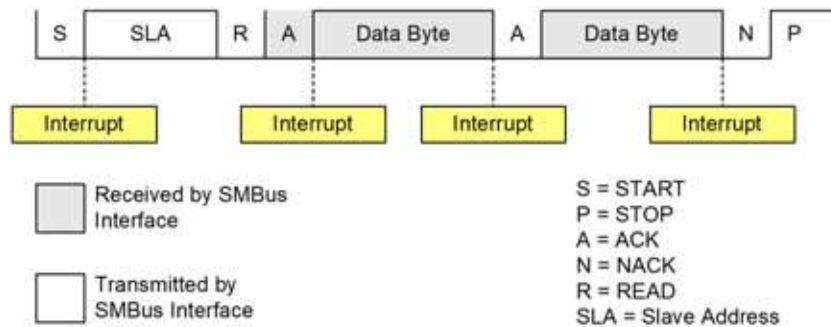 S SLA R A Data Byte A Data Byte N P
Interrupt Interrupt Interrupt Interrupt
Received by SMBus
Interface
Transmitted by
SMBus Interface
S = START
P = STOP
A = ACK
N = NACK
R = READ
SLA = Slave Address